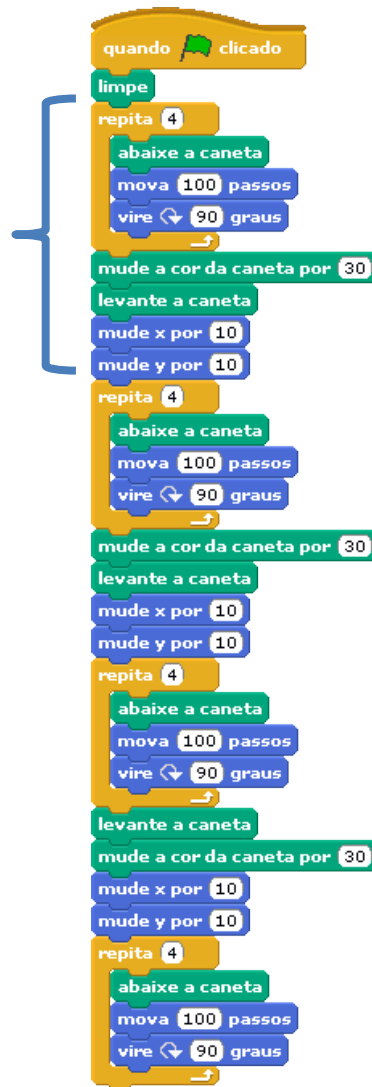 quando clicado
limpe
repita 4
abaixe a caneta
mova 100 passos
vire 90 graus
mude a cor da caneta por 30
levante a caneta
mude x por 10
mude y por 10
repita 4
abaixe a caneta
mova 100 passos
vire 90 graus
mude a cor da caneta por 30
levante a caneta
mude x por 10
mude y por 10
repita 4
abaixe a caneta
mova 100 passos
vire 90 graus
levante a caneta
mude a cor da caneta por 30
mude x por 10
mude y por 10
repita 4
abaixe a caneta
mova 100 passos
vire 90 graus